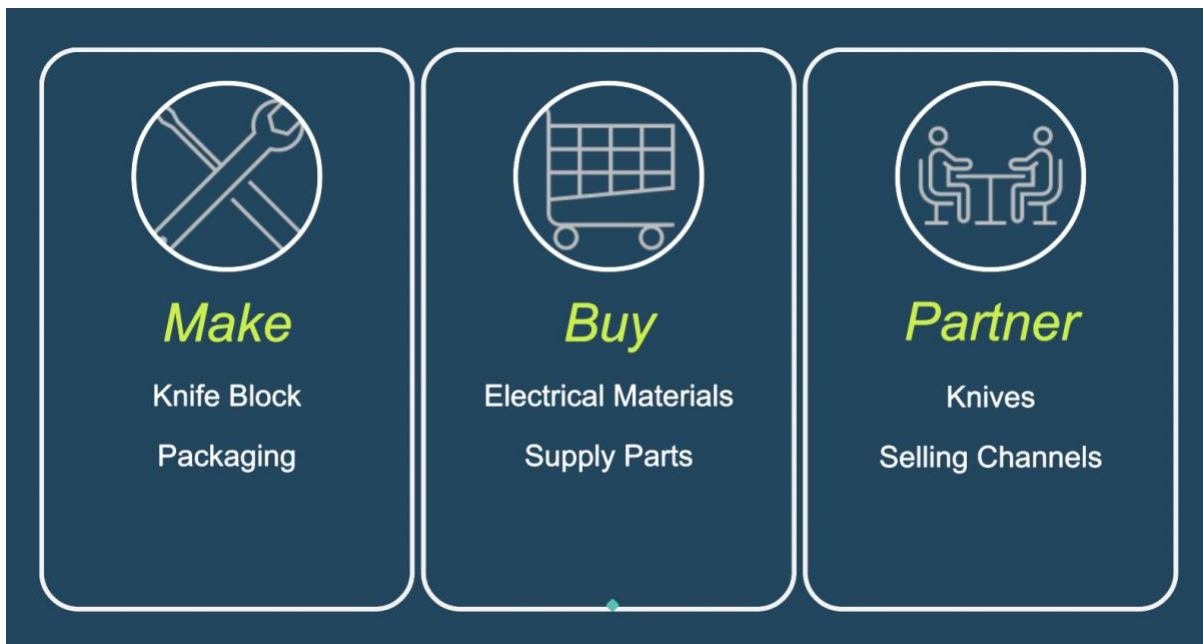 Make
Knife Block
Packaging
Buy
Electrical Materials
Supply Parts
Partner
Knives
Selling Channels